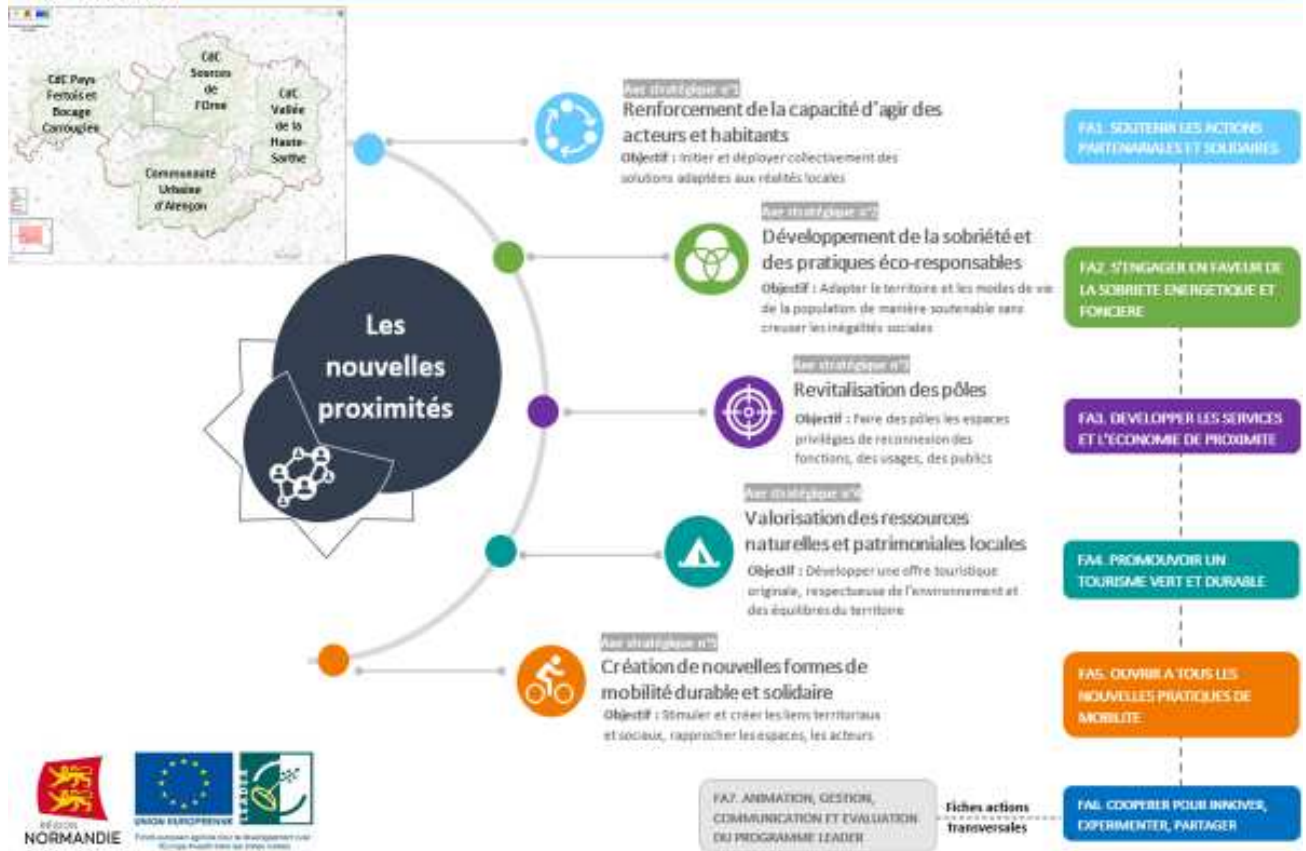 CdC Pays
Fertois et
Bocage
Carrougien
CdC
Sources
de
l'Orne
CdC
Vallée
de la
Haute-
Sarthe
Communauté
Urbaine
d'Alençon
Les
nouvelles
proximités
Axe stratégique n°1
Renforcement de la capacité d'agir des
acteurs et habitants
Objectif : Initier et déployer collectivement des
solutions adaptées aux réalités locales
Axe stratégique n°2
Développement de la sobriété et
des pratiques éco-responsables
Objectif : Adapter le territoire et les modes de vie
de la population de manière soutenable sans
creuser les inégalités sociales
Axe stratégique n°3
Revitalisation des pôles
Objectif : Faire des pôles les espaces
privilégies de reconnexion des
fonctions, des usages, des publics
Axe stratégique n°4
Valorisation des ressources
naturelles et patrimoniales locales
Objectif : Développer une offre touristique
originale, respectueuse de l'environnement et
des équilibres du territoire
Axe stratégique n°5
Création de nouvelles formes de
mobilité durable et solidaire
Objectif : Stimuler et créer les liens territoriaux
et sociaux, rapprocher les espaces, les acteurs
FA1. SOUTENIR LES ACTIONS
PARTENARIALES ET SOLIDAIRES
FA2. S'ENGAGER EN FAVEUR DE
LA SOBRIETE ENERGETIQUE ET
FONCIERE
FA3. DEVELOPPER LES SERVICES
ET L'ECONOMIE DE PROXIMITE
FA4. PROMOUVOIR UN
TOURISME VERT ET DURABLE
FA5. OUVRIR A TOUS LES
NOUVELLES PRATIQUES DE
MOBILITE
FA7. ANIMATION, GESTION,
COMMUNICATION ET EVALUATION
DU PROGRAMME LEADER
Fiches actions
transversales
FA6. COOPERER POUR INNOVER,
EXPERIMENTER, PARTAGER
RÉGION
NORMANDIE
UNION EUROPEENNE
LEADER
Fonds européen agricole pour le développement rural